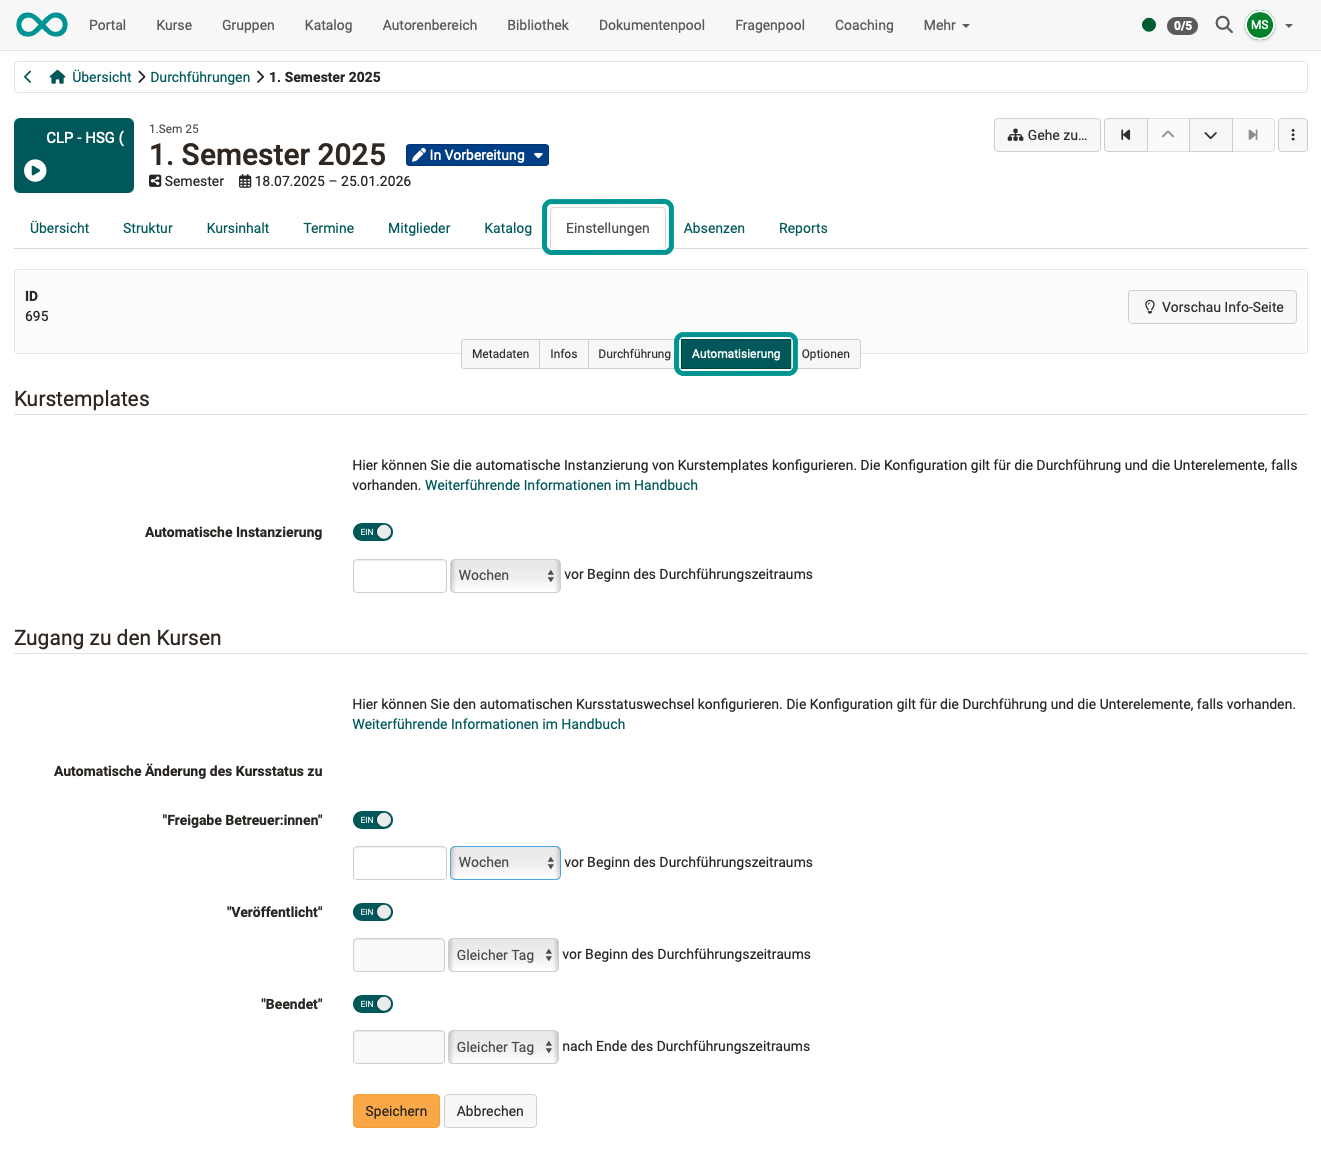 Portal Kurse Gruppen Katalog Autorenbereich Bibliothek Dokumentenpool Fragenpool Coaching Mehr 0/5 MS
Übersicht Durchführungen 1. Semester 2025
CLP - HSG (
1.Sem 25
1. Semester 2025 In Vorbereitung
Semester 18.07.2025 – 25.01.2026
Gehe zu...
Übersicht Struktur Kursinhalt Termine Mitglieder Katalog Einstellungen Absenzen Reports
ID
695
Vorschau Info-Seite
Metadaten Infos Durchführung Automatisierung Optionen
Kurstemplates
Hier können Sie die automatische Instanzierung von Kurstemplates konfigurieren. Die Konfiguration gilt für die Durchführung und die Unterelemente, falls
vorhanden. Weiterführende Informationen im Handbuch
Automatische Instanzierung EIN
Wochen vor Beginn des Durchführungszeitraums
Zugang zu den Kursen
Hier können Sie den automatischen Kursstatuswechsel konfigurieren. Die Konfiguration gilt für die Durchführung und die Unterelemente, falls vorhanden.
Weiterführende Informationen im Handbuch
Automatische Änderung des Kursstatus zu
"Freigabe Betreuer:innen" EIN
Wochen vor Beginn des Durchführungszeitraums
"Veröffentlicht" EIN
Gleicher Tag vor Beginn des Durchführungszeitraums
"Beendet" EIN
Gleicher Tag nach Ende des Durchführungszeitraums
Speichern Abbrechen